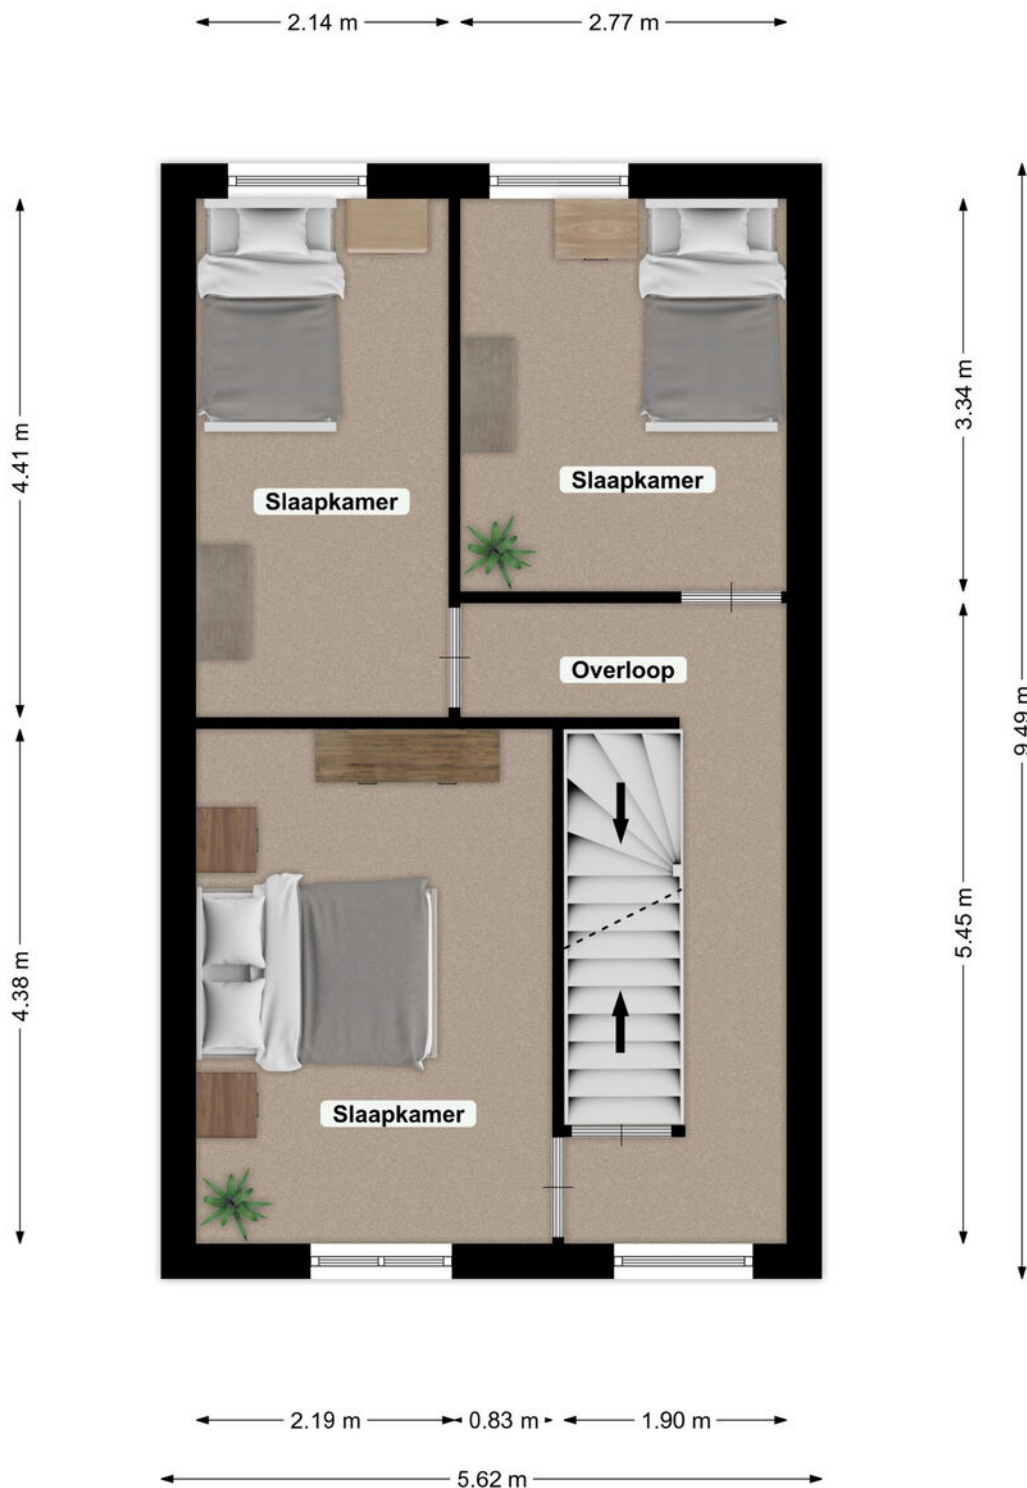 2.14 m
2.77 m
4.41 m
3.34 m
Slaapkamer
Slaapkamer
Overloop
9.49 m
5.45 m
4.38 m
Slaapkamer
2.19 m
0.83 m
1.90 m
5.62 m